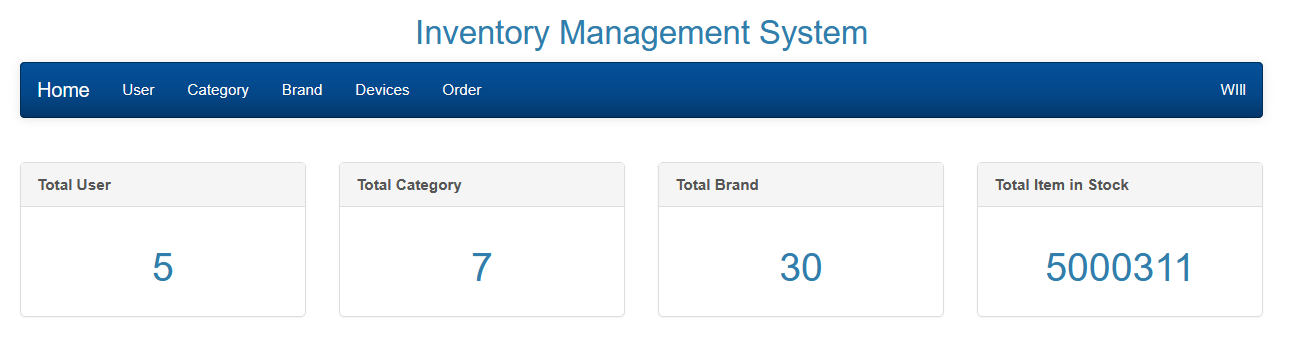 Inventory Management System
Home User Category Brand Devices Order WIll
Total User Total Category Total Brand Total Item in Stock
5 7 30 5000311